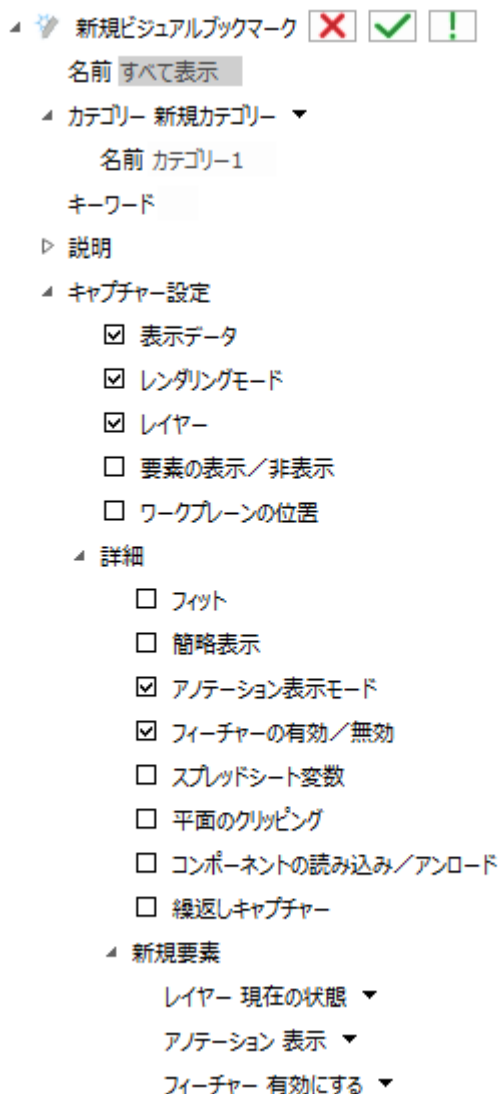 新規ビジュアルブックマーク
名前 すべて表示
カテゴリー 新規カテゴリー
名前 カテゴリー1
キーワード
説明
キャプチャー設定
表示データ
レンダリングモード
レイヤー
要素の表示／非表示
ワークプレーンの位置
詳細
フィット
簡略表示
アノテーション表示モード
フィーチャーの有効／無効
スプレッドシート変数
平面のクリッピング
コンポーネントの読み込み／アンロード
繰返しキャプチャー
新規要素
レイヤー 現在の状態
アノテーション 表示
フィーチャー 有効にする